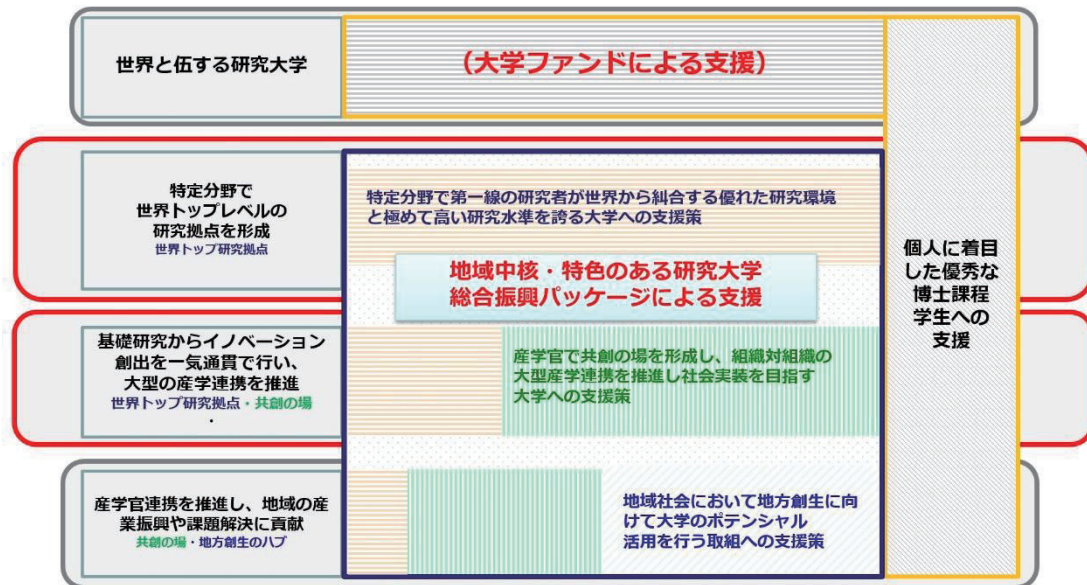 世界と伍する研究大学
（大学ファンドによる支援）
特定分野で
世界トップレベルの
研究拠点を形成
世界トップ研究拠点
特定分野で第一線の研究者が世界から糾合する優れた研究環境
と極めて高い研究水準を誇る大学への支援策
地域中核・特色のある研究大学
総合振興パッケージによる支援
個人に着目
した優秀な
博士課程
学生への
支援
基礎研究からイノベーション
創出を一気通貫で行い、
大型の産学連携を推進
世界トップ研究拠点・共創の場
・
産学官で共創の場を形成し、組織対組織の
大型産学連携を推進し社会実装を目指す
大学への支援策
産学官連携を推進し、地域の産
業振興や課題解決に貢献
共創の場・地方創生のハブ
地域社会において地方創生に向
けて大学のポテンシャル
活用を行う取組への支援策